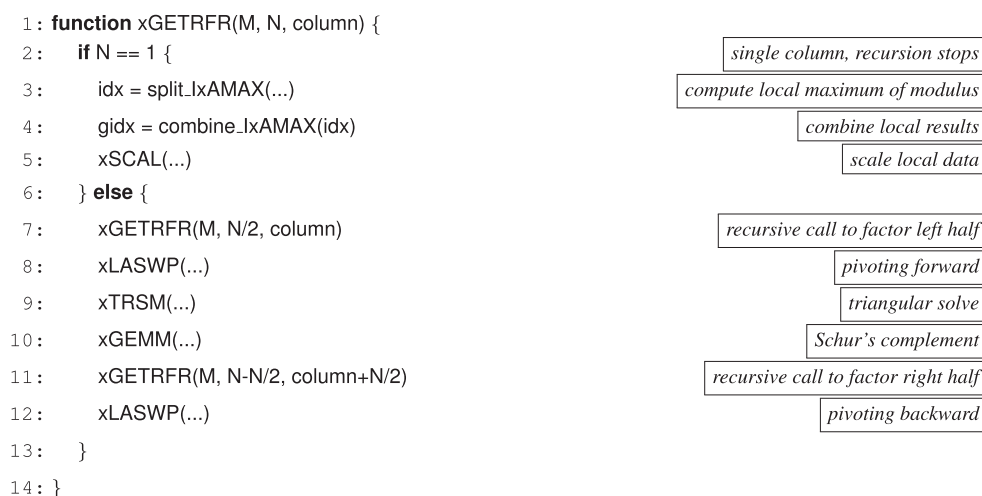 1: function xGETRFR(M, N, column) {
2: if N == 1 { single column, recursion stops
3: idx = split_IxAMAX(...) compute local maximum of modulus
4: gidx = combine_IxAMAX(idx) combine local results
5: xSCAL(...) scale local data
6: } else {
7: xGETRFR(M, N/2, column) recursive call to factor left half
8: xLASWP(...) pivoting forward
9: xTRSM(...) triangular solve
10: xGEMM(...) Schur's complement
11: xGETRFR(M, N-N/2, column+N/2) recursive call to factor right half
12: xLASWP(...) pivoting backward
13: }
14: }